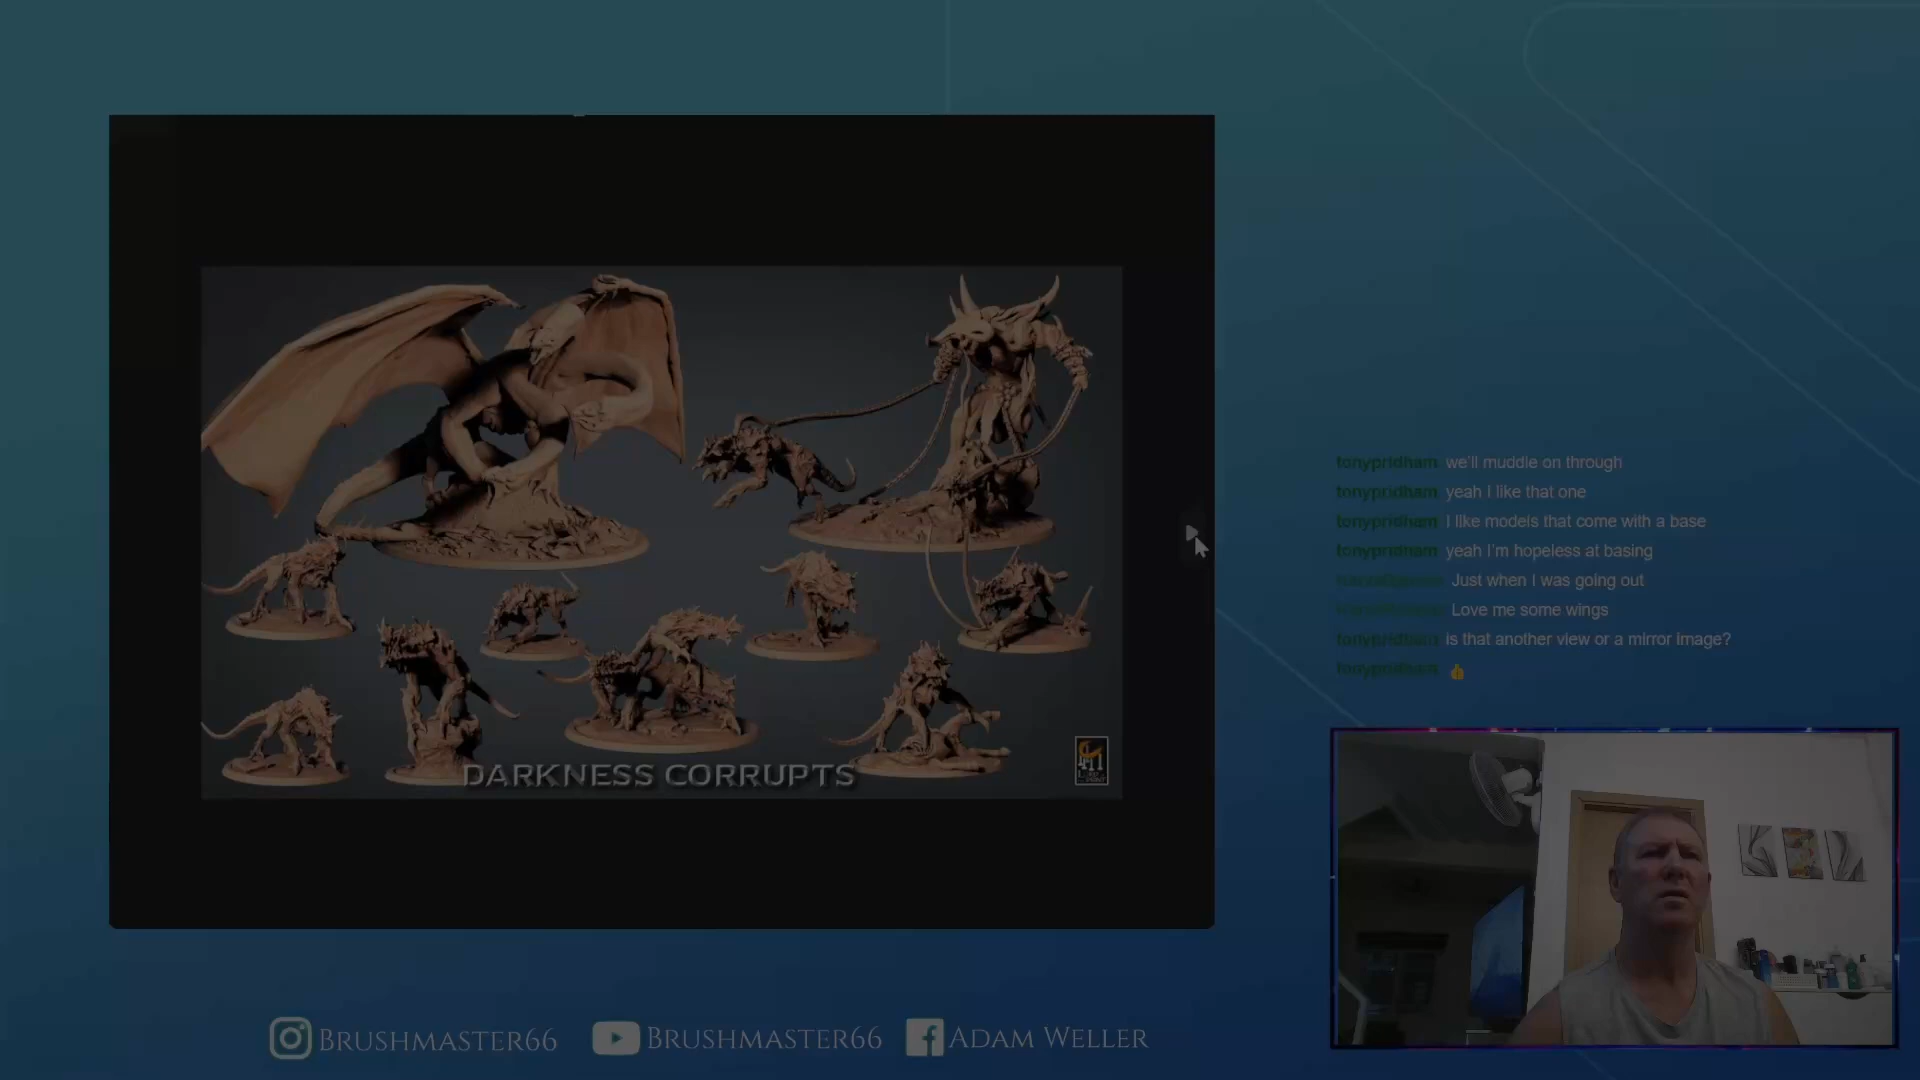 DARKNESS CORRUPTS
tonypridham we'll muddle on through
tonypridham yeah I like that one
tonypridham I like models that come with a base
tonypridham yeah I'm hopeless at basing
Just when I was going out
Love me some wings
tonypridham is that another view or a mirror image?
tonypridham 👍
BRUSHMASTER66
BRUSHMASTER66
ADAM WELLER